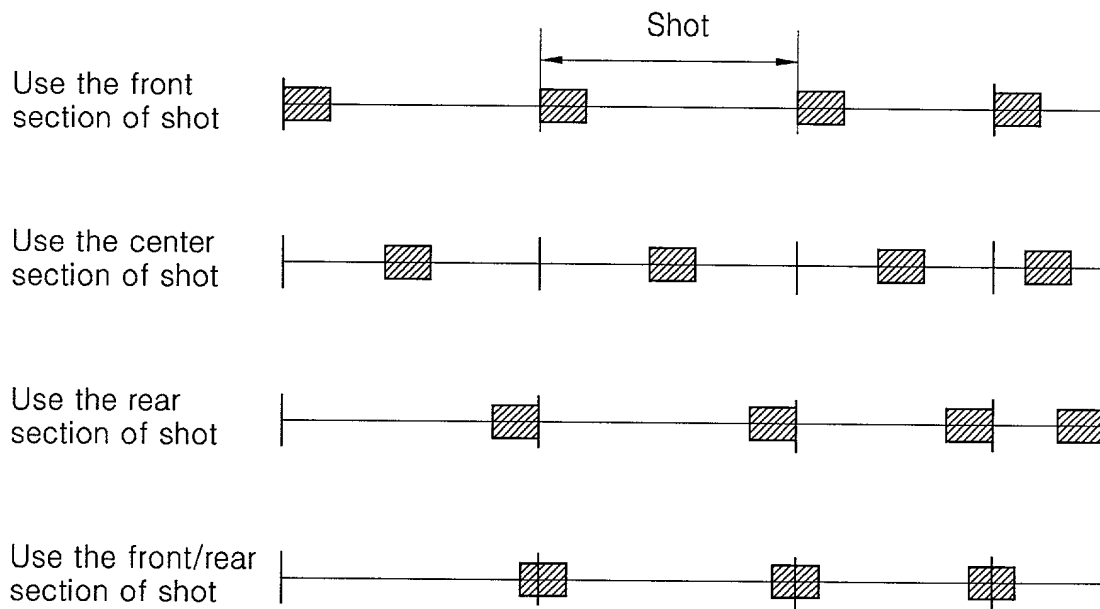 Shot
Use the front
section of shot
Use the center
section of shot
Use the rear
section of shot
Use the front/rear
section of shot